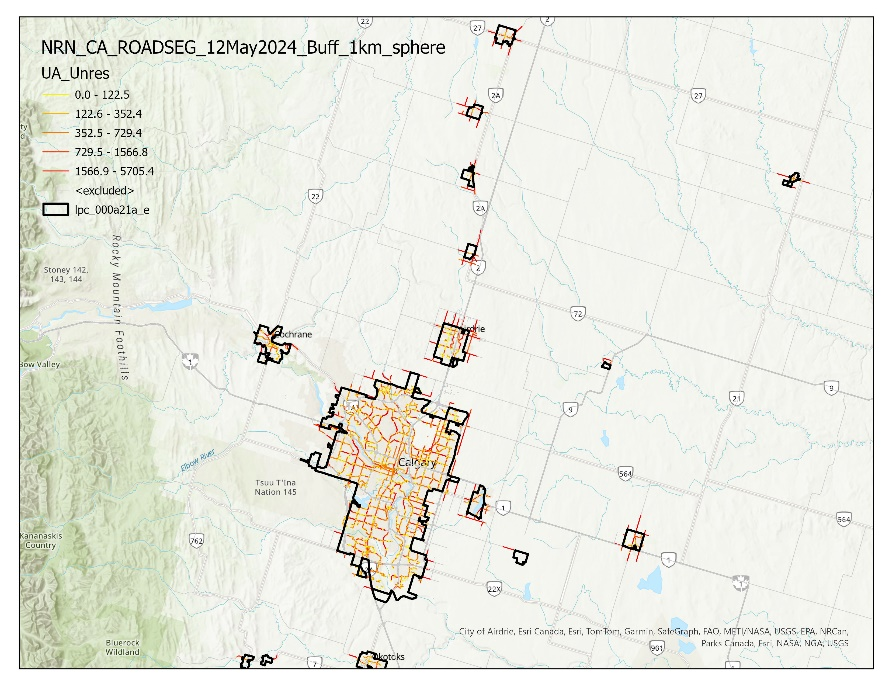 NRN_CA_ROADSEG_12May2024_Buff_1km_sphere
UA_Unres
0.0 - 122.5
122.6 - 352.4
352.5 - 729.4
729.5 - 1566.8
1566.9 - 5705.4
<excluded>
lpc_000a21a_e
22
27
2
2A
27
22
2A
2
Rocky Mountain Foothills
Stoney 142,
143, 144
72
Cochrane
1
Bow Valley
9
21
9
Elbow River
Calgary
Tsuu T'Ina
Nation 145
564
1
564
Kananaskis
Country
762
1
1
22X
City of Airdrie, Esri Canada, Esri, TomTom, Garmin, SafeGraph, FAO, METI/NASA, USGS, EPA, NRCan,
Parks Canada, Esri, NASA, NGA, USGS
Bluerock
Wildland
7